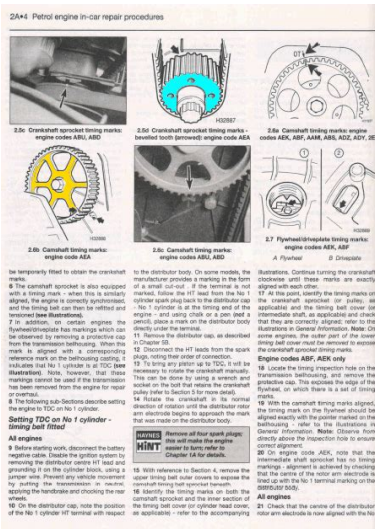 2A•4 Petrol engine in-car repair procedures
2.5c Crankshaft sprocket timing marks:
engine codes ABU, ABD
H32867
2.5d Crankshaft sprocket timing marks -
bevelled tooth (arrowed): engine code AEA
OT
2.6a Camshaft timing marks: engine
codes AEK, ABF, AAM, ABS, ADZ, ADY, 2E
2.6b Camshaft timing marks:
engine code AEA
2.6c Camshaft timing marks:
engine codes ABU, ABD
1
2
2.7 Flywheel/driveplate timing marks
A Flywheel
B Driveplate
be temporarily fitted to obtain the crankshaft
marks.
6 The camshaft sprocket is also equipped
with a timing mark - when this is similarly
aligned, the engine is correctly synchronised,
and the timing belt can then be refitted and
tensioned (see illustrations).
7 In addition, on certain engines the
flywheel/driveplate has markings which can
be observed by removing a protective cap
from the transmission bellhousing. When this
mark is aligned with a corresponding
reference mark on the bellhousing casting, it
indicates that No 1 cylinder is at TDC (see
illustration). Note, however, that these
markings cannot be used if the transmission
has been removed from the engine for repair
or overhaul.
8 The following sub-Sections describe setting
the engine to TDC on No 1 cylinder.
Setting TDC on No 1 cylinder -
timing belt fitted
All engines
9 Before starting work, disconnect the battery
negative cable. Disable the ignition system by
removing the distributor centre HT lead and
grounding it on the cylinder block, using a
jumper wire. Prevent any vehicle movement
by putting the transmission in neutral,
applying the handbrake and chocking the rear
wheels.
10 On the distributor cap, note the position
of the No 1 cylinder HT terminal with respect
to the distributor body. On some models, the
manufacturer provides a marking in the form
of a small cut-out. If the terminal is not
marked, follow the HT lead from the No 1
cylinder spark plug back to the distributor cap
- No 1 cylinder is at the timing end of the
engine - and using chalk or a pen (not a
pencil), place a mark on the distributor body
directly under the terminal.
11 Remove the distributor cap, as described
in Chapter 5B.
12 Disconnect the HT leads from the spark
plugs, noting their order of connection.
13 To bring any piston up to TDC, it will be
necessary to rotate the crankshaft manually.
This can be done by using a wrench and
socket on the bolt that retains the crankshaft
pulley (refer to Section 5 for more detail).
14 Rotate the crankshaft in its normal
direction of rotation until the distributor rotor
arm electrode begins to approach the mark
that was made on the distributor body.
HAYNES
HiNT
Remove all four spark plugs;
this will make the engine
easier to turn; refer to
Chapter 1A for details.
15 With reference to Section 4, remove the
upper timing belt outer covers to expose the
camshaft timing belt sprocket beneath.
16 Identify the timing marks on both the
camshaft sprocket and the inner section of
the timing belt cover (or cylinder head cover,
as applicable) - refer to the accompanying
illustrations. Continue turning the crankshaft
clockwise until these marks are exactly
aligned with each other.
17 At this point, identify the timing marks on
the crankshaft sprocket (or pulley, as
applicable) and the timing belt cover (or
intermediate shaft, as applicable) and check
that they are correctly aligned; refer to the
illustrations in General Information. Note: On
some engines, the outer part of the lower
timing belt cover must be removed to expose
the crankshaft sprocket timing marks.
Engine codes ABF, AEK only
18 Locate the timing inspection hole on the
transmission bellhousing, and remove the
protective cap. This exposes the edge of the
flywheel, on which there is a set of timing
marks.
19 With the camshaft timing marks aligned,
the timing mark on the flywheel should be
aligned exactly with the pointer marked on the
bellhousing - refer to the illustrations in
General Information. Note: Observe from
directly above the inspection hole to ensure
correct alignment.
20 On engine code AEK, note that the
intermediate shaft sprocket has no timing
markings - alignment is achieved by checking
that the centre of the rotor arm electrode is
lined up with the No 1 terminal marking on the
distributor body.
All engines
21 Check that the centre of the distributor
rotor arm electrode is now aligned with the No